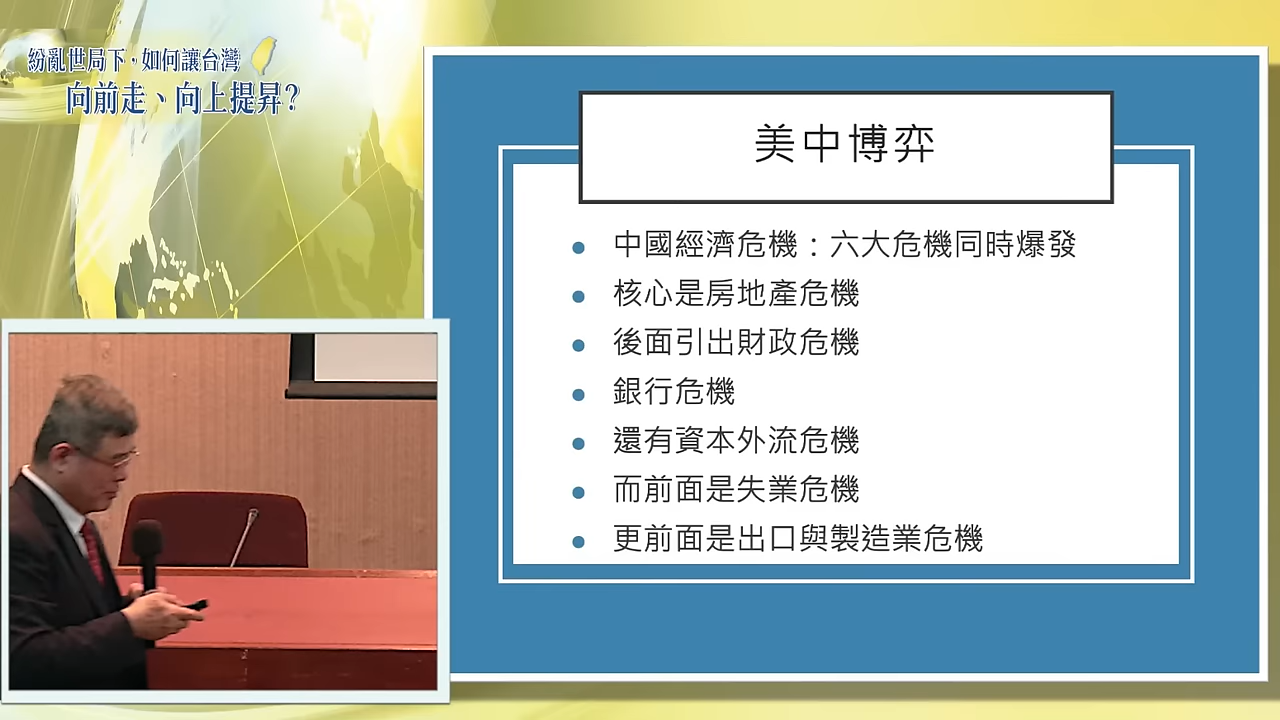 紛亂世局下，如何讓台灣
向前走、向上提昇？
美中博弈
中國經濟危機：六大危機同時爆發
核心是房地產危機
後面引出財政危機
銀行危機
還有資本外流危機
而前面是失業危機
更前面是出口與製造業危機